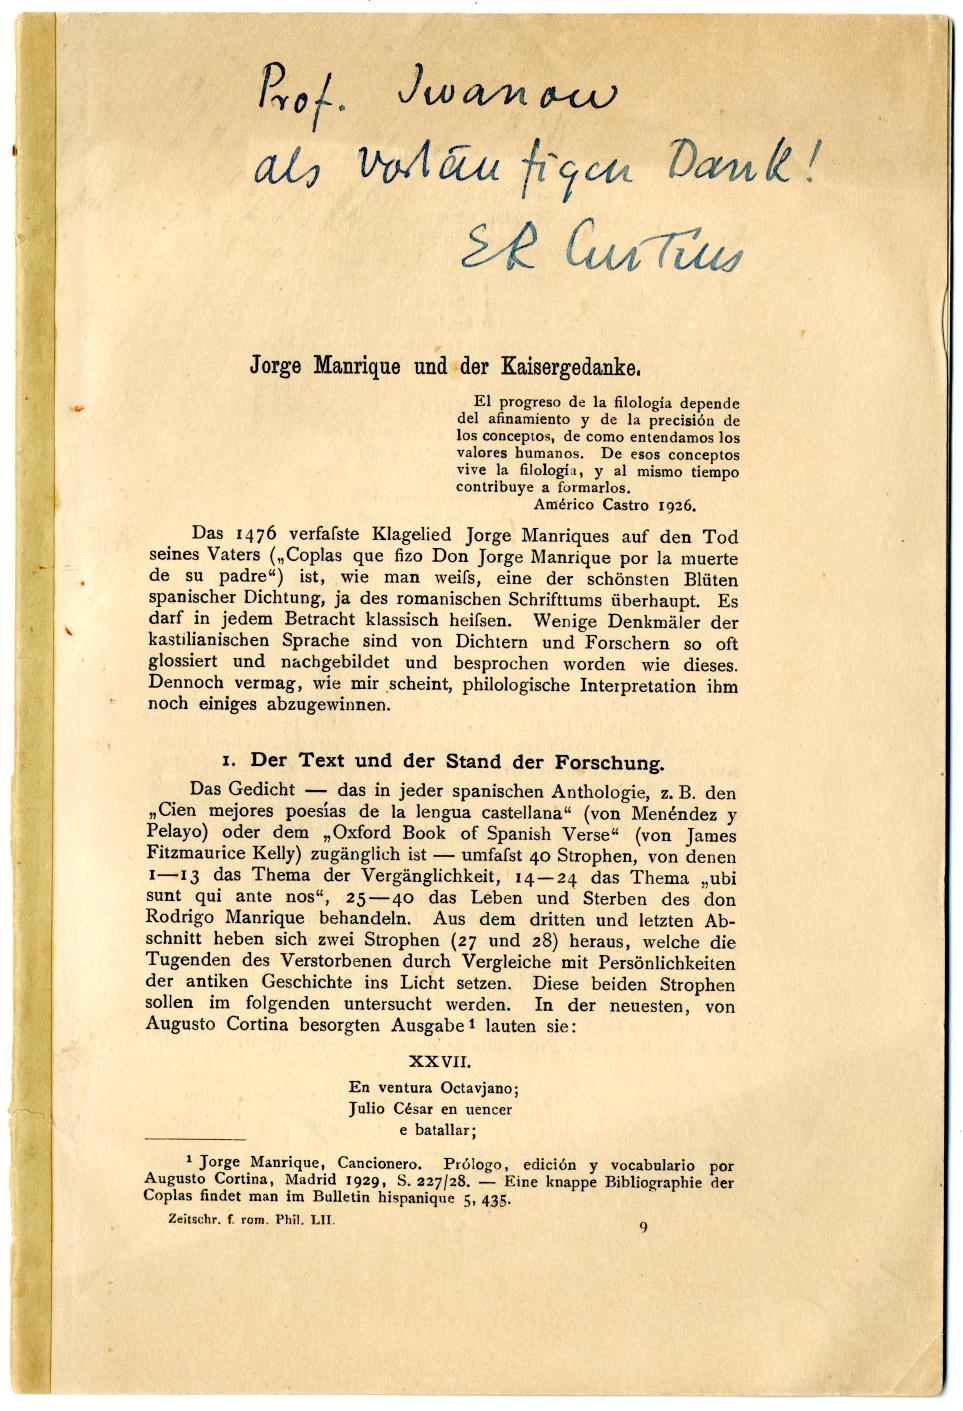 Prof. Iwanow
als vorläufigen Dank!
ER Curtius
Jorge Manrique und der Kaisergedanke.
El progreso de la filología depende
del afinamiento y de la precisión de
los conceptos, de como entendamos los
valores humanos. De esos conceptos
vive la filología, y al mismo tiempo
contribuye a formarlos.
Américo Castro 1926.
Das 1476 verfaſste Klagelied Jorge Manriques auf den Tod
seines Vaters („Coplas que fizo Don Jorge Manrique por la muerte
de su padre“) ist, wie man weiſs, eine der schönsten Blüten
spanischer Dichtung, ja des romanischen Schrifttums überhaupt. Es
darf in jedem Betracht klassisch heiſsen. Wenige Denkmäler der
kastilianischen Sprache sind von Dichtern und Forschern so oft
glossiert und nachgebildet und besprochen worden wie dieses.
Dennoch vermag, wie mir scheint, philologische Interpretation ihm
noch einiges abzugewinnen.
1. Der Text und der Stand der Forschung.
Das Gedicht — das in jeder spanischen Anthologie, z. B. den
„Cien mejores poesías de la lengua castellana“ (von Menéndez y
Pelayo) oder dem „Oxford Book of Spanish Verse“ (von James
Fitzmaurice Kelly) zugänglich ist — umfaſst 40 Strophen, von denen
1—13 das Thema der Vergänglichkeit, 14—24 das Thema „ubi
sunt qui ante nos“, 25—40 das Leben und Sterben des don
Rodrigo Manrique behandeln. Aus dem dritten und letzten Ab-
schnitt heben sich zwei Strophen (27 und 28) heraus, welche die
Tugenden des Verstorbenen durch Vergleiche mit Persönlichkeiten
der antiken Geschichte ins Licht setzen. Diese beiden Strophen
sollen im folgenden untersucht werden. In der neuesten, von
Augusto Cortina besorgten Ausgabe¹ lauten sie:
XXVII.
En ventura Octavjano;
Julio César en uencer
e batallar;
¹ Jorge Manrique, Cancionero. Prólogo, edición y vocabulario por
Augusto Cortina, Madrid 1929, S. 227/28. — Eine knappe Bibliographie der
Coplas findet man im Bulletin hispanique 5, 435.
Zeitschr. f. rom. Phil. LII.
9